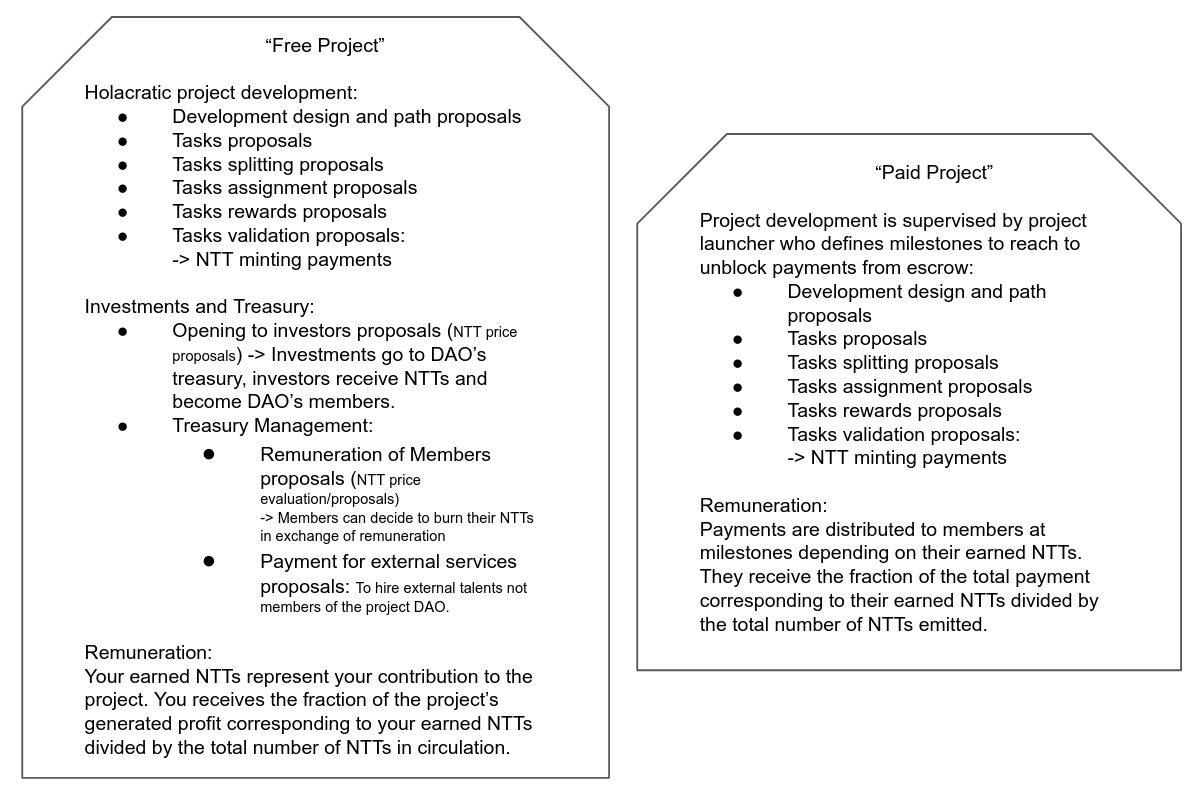 “Free Project”
Holacratic project development:
● Development design and path proposals
● Tasks proposals
● Tasks splitting proposals
● Tasks assignment proposals
● Tasks rewards proposals
● Tasks validation proposals:
-> NTT minting payments
Investments and Treasury:
● Opening to investors proposals (NTT price
proposals) -> Investments go to DAO’s
treasury, investors receive NTTs and
become DAO’s members.
● Treasury Management:
● Remuneration of Members
proposals (NTT price
evaluation/proposals)
-> Members can decide to burn their NTTs
in exchange of remuneration
● Payment for external services
proposals: To hire external talents not
members of the project DAO.
Remuneration:
Your earned NTTs represent your contribution to the
project. You receives the fraction of the project’s
generated profit corresponding to your earned NTTs
divided by the total number of NTTs in circulation.
“Paid Project”
Project development is supervised by project
launcher who defines milestones to reach to
unblock payments from escrow:
● Development design and path
proposals
● Tasks proposals
● Tasks splitting proposals
● Tasks assignment proposals
● Tasks rewards proposals
● Tasks validation proposals:
-> NTT minting payments
Remuneration:
Payments are distributed to members at
milestones depending on their earned NTTs.
They receive the fraction of the total payment
corresponding to their earned NTTs divided by
the total number of NTTs emitted.